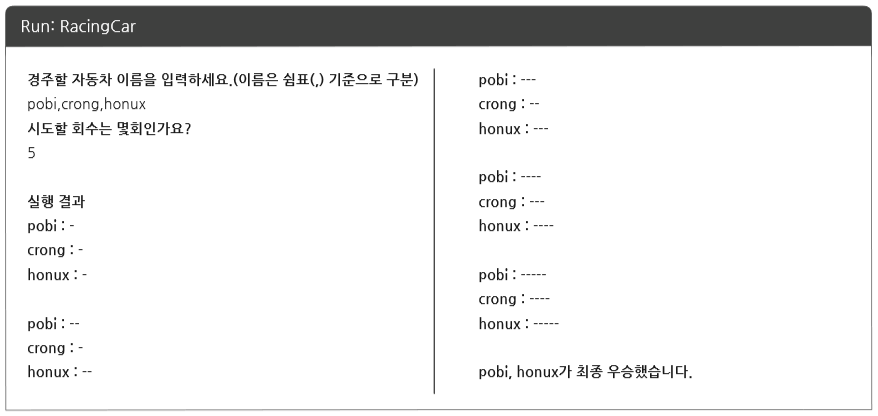 Run: RacingCar
경주할 자동차 이름을 입력하세요.(이름은 쉼표(,) 기준으로 구분)
pobi,crong,honux
시도할 회수는 몇회인가요?
5
실행 결과
pobi : -
crong : -
honux : -
pobi : --
crong : -
honux : --
pobi : ---
crong : --
honux : ---
pobi : ----
crong : ---
honux : ----
pobi : -----
crong : ----
honux : -----
pobi, honux가 최종 우승했습니다.